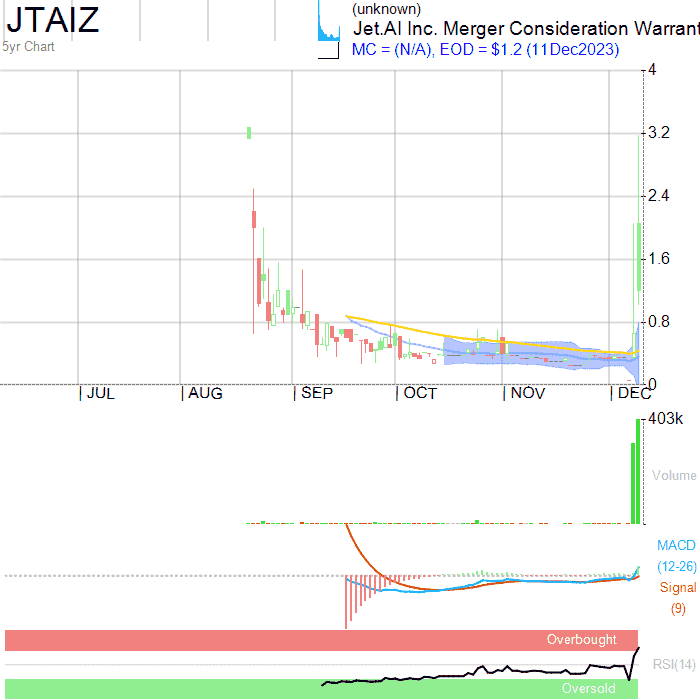 JTAIZ
5yr Chart
(unknown)
Jet.AI Inc. Merger Consideration Warrant
MC = (N/A), EOD = $1.2 (11Dec2023)
4
3.2
2.4
1.6
0.8
0
JUL AUG SEP OCT NOV DEC
403k
Volume
MACD
(12-26)
Signal
(9)
Overbought
RSI(14)
Oversold